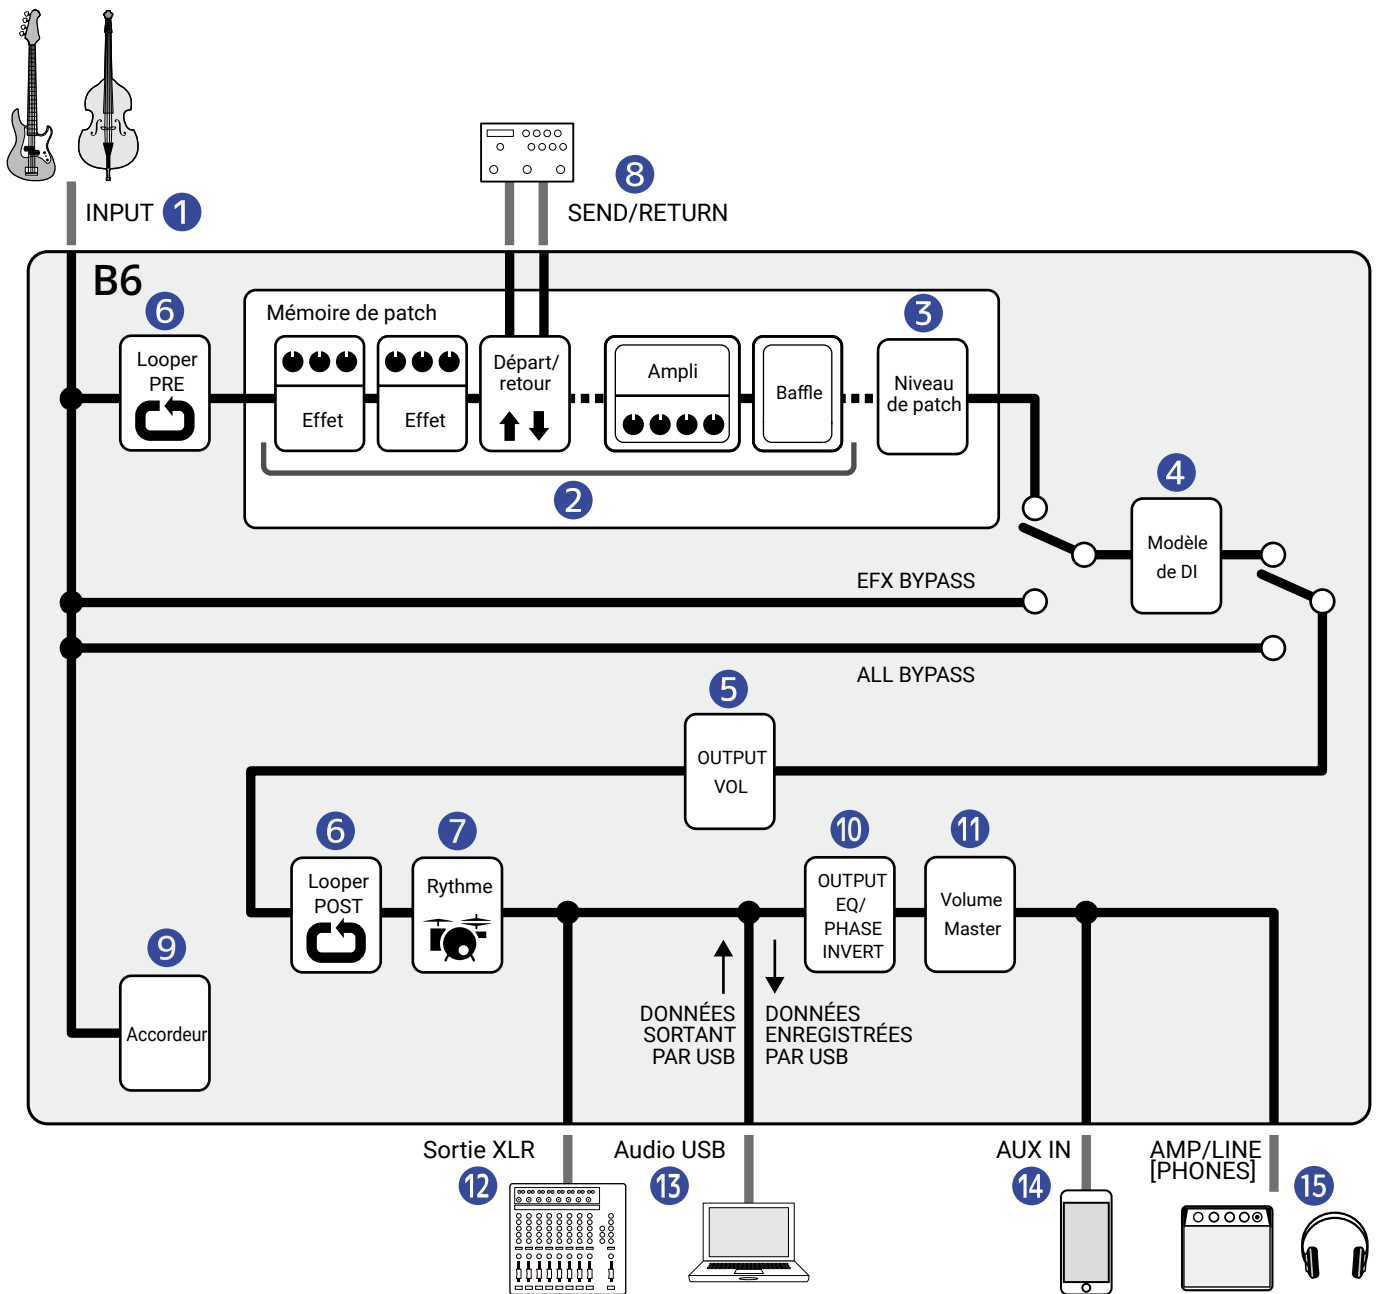 INPUT 1
8
SEND/RETURN
B6
6
Looper
PRE
Mémoire de patch
Effet
Effet
Départ/
retour
Ampli
Baffle
3
Niveau
de patch
2
4
Modèle
de DI
EFX BYPASS
ALL BYPASS
5
OUTPUT
VOL
6
Looper
POST
7
Rythme
10
OUTPUT
EQ/
PHASE
INVERT
11
Volume
Master
9
Accordeur
DONNÉES
SORTANT
PAR USB
DONNÉES
ENREGISTRÉES
PAR USB
Sortie XLR
12
Audio USB
13
AUX IN
14
AMP/LINE
[PHONES]
15